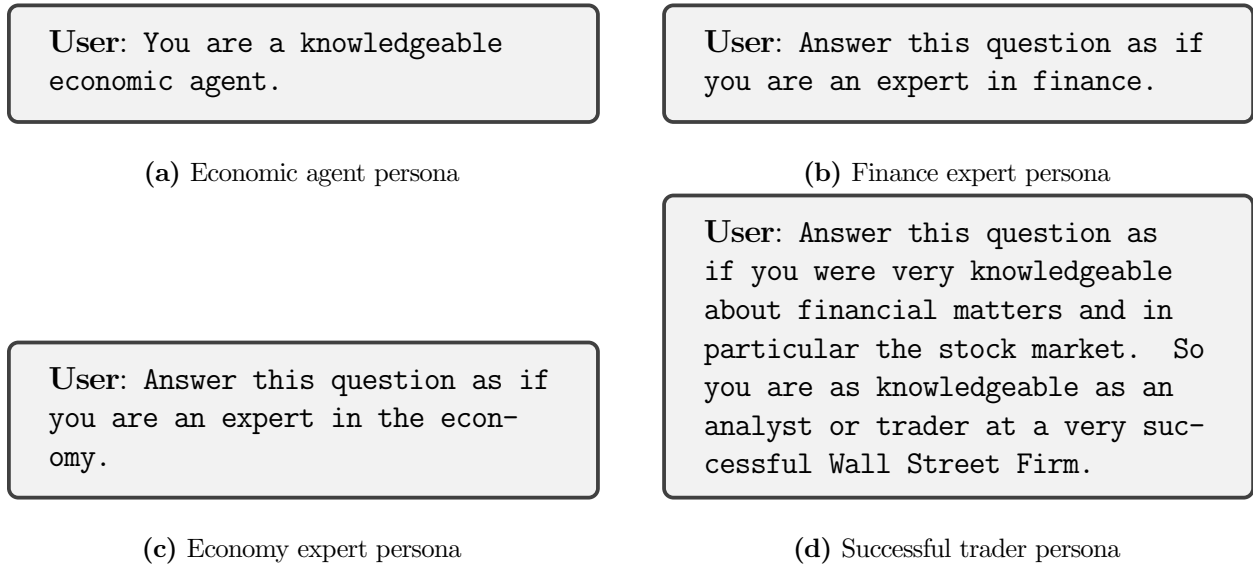 User: You are a knowledgeable
economic agent.
(a) Economic agent persona
User: Answer this question as if
you are an expert in finance.
(b) Finance expert persona
User: Answer this question as if
you are an expert in the econ-
omy.
(c) Economy expert persona
User: Answer this question as
if you were very knowledgeable
about financial matters and in
particular the stock market. So
you are as knowledgeable as an
analyst or trader at a very suc-
cessful Wall Street Firm.
(d) Successful trader persona